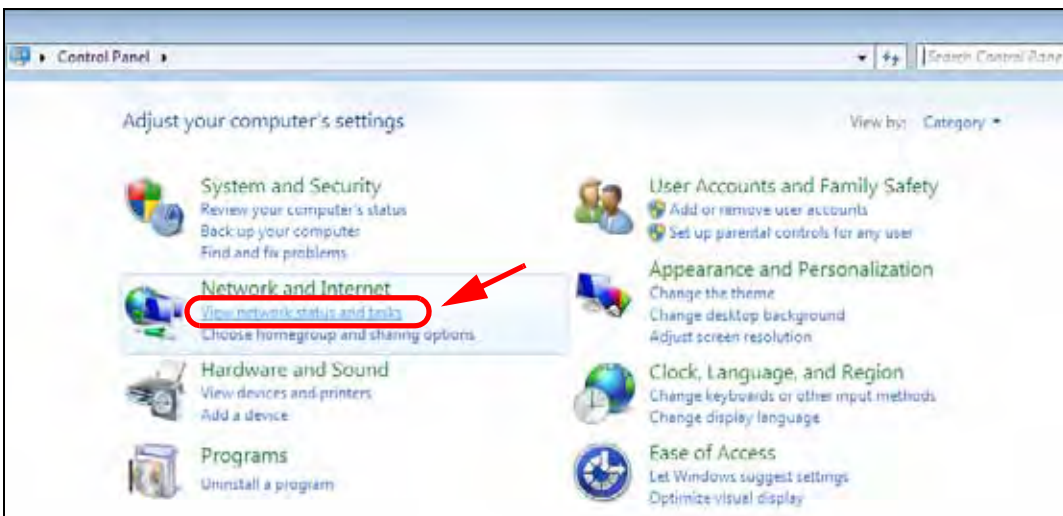 Control Panel
Search Control Pane
Adjust your computer's settings
View by: Category
System and Security
Review your computer's status
Back up your computer
Find and fix problems
Network and Internet
View network status and tasks
Choose homegroup and sharing options
Hardware and Sound
View devices and printers
Add a device
Programs
Uninstall a program
User Accounts and Family Safety
Add or remove user accounts
Set up parental controls for any user
Appearance and Personalization
Change the theme
Change desktop background
Adjust screen resolution
Clock, Language, and Region
Change keyboards or other input methods
Change display language
Ease of Access
Let Windows suggest settings
Optimize visual display